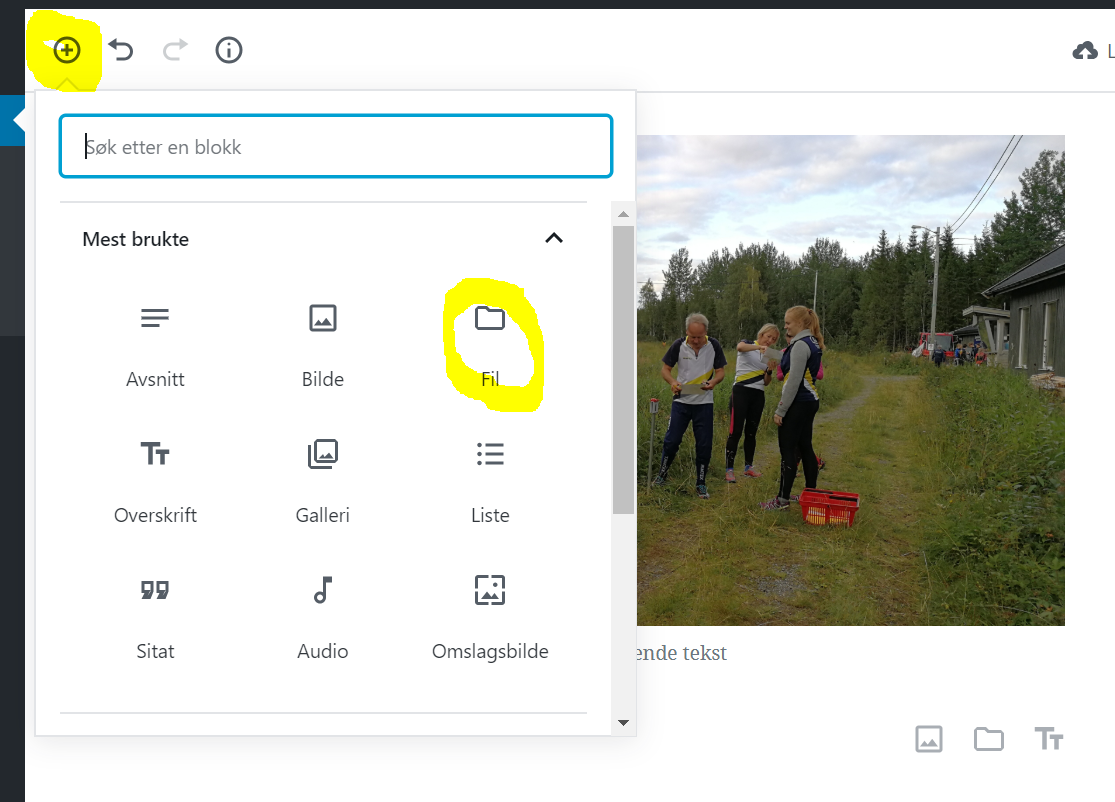 L
Søk etter en blokk
Mest brukte
Avsnitt
Bilde
Fil
Overskrift
Galleri
Liste
Sitat
Audio
Omslagsbilde
ende tekst